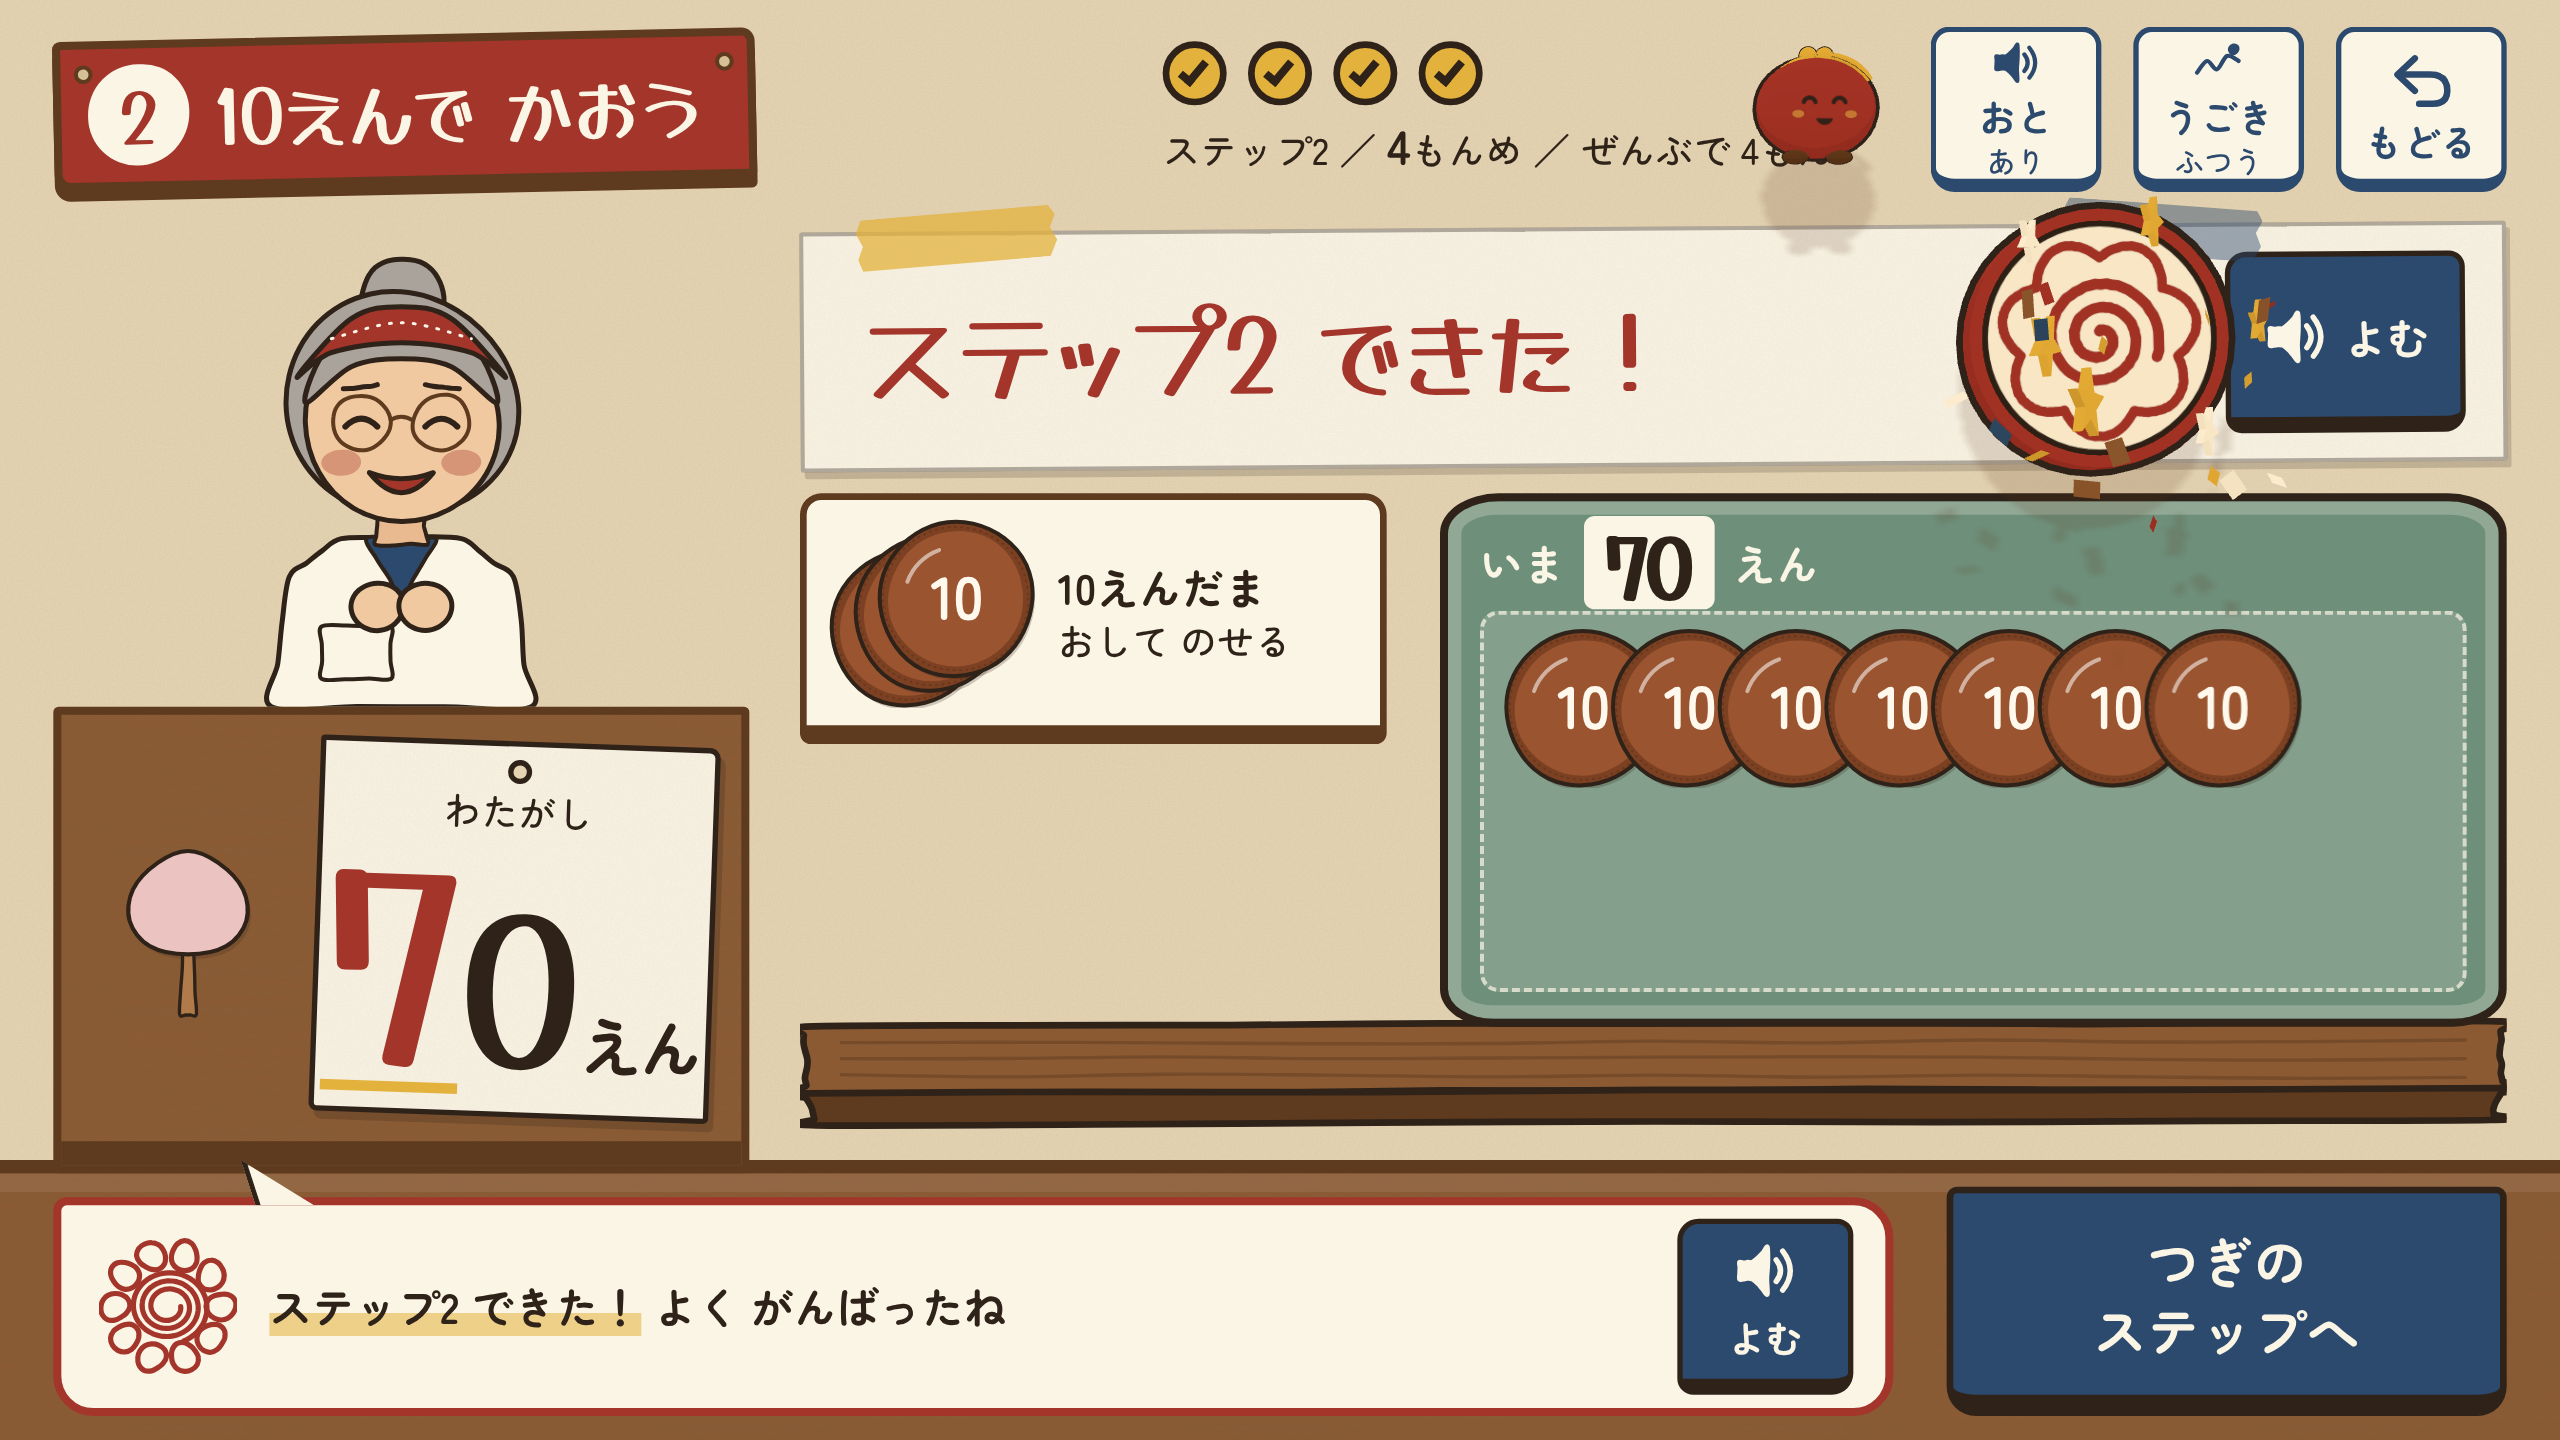 2 10えんで かおう
ステップ2 ／ 4もんめ ／ ぜんぶで 4
おと
あり
うごき
ふつう
もどる
ステップ2 できた！
よむ
10
10えんだま
おして のせる
いま 70 えん
10 10 10 10 10 10 10
わたがし
70えん
ステップ2 できた！ よく がんばったね
よむ
つぎの
ステップへ